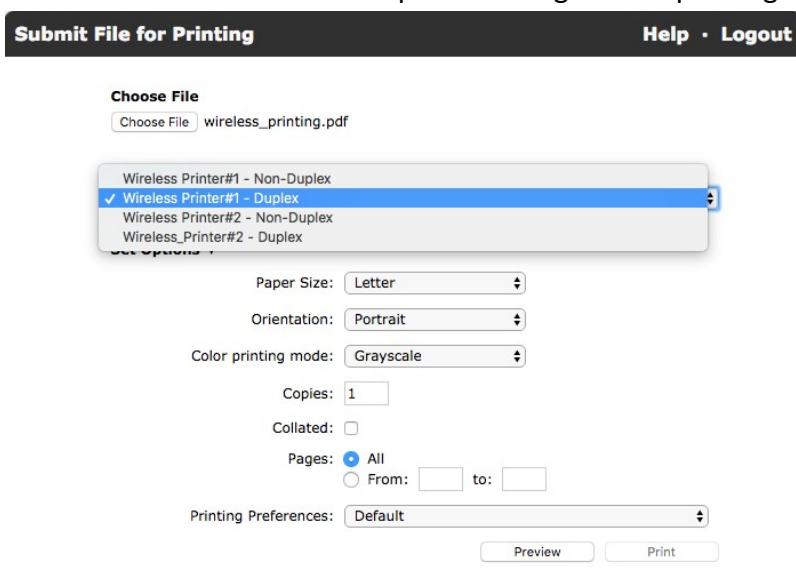 Submit File for Printing Help · Logout
Choose File
Choose File wireless_printing.pdf
Wireless Printer#1 - Non-Duplex
✓ Wireless Printer#1 - Duplex
Wireless Printer#2 - Non-Duplex
Wireless_Printer#2 - Duplex
Set Options
Paper Size: Letter
Orientation: Portrait
Color printing mode: Grayscale
Copies: 1
Collated:
Pages: All
From: to:
Printing Preferences: Default
Preview Print